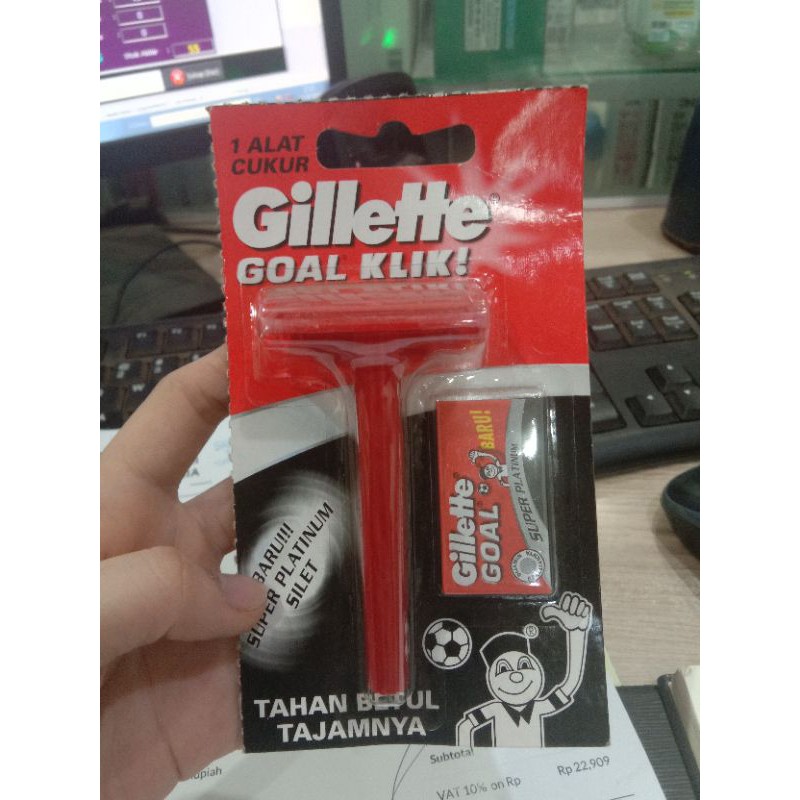 1 ALAT
CUKUR
Gillette®
GOAL KLIK!
Gillette®
GOAL
BARU!
SUPER PLATINUM
BARU!!!
SUPER PLATINUM
SILET
TAHAN BETUL
TAJAMNYA
Subtotal
VAT 10% on Rp
Rp 22,909
upiah